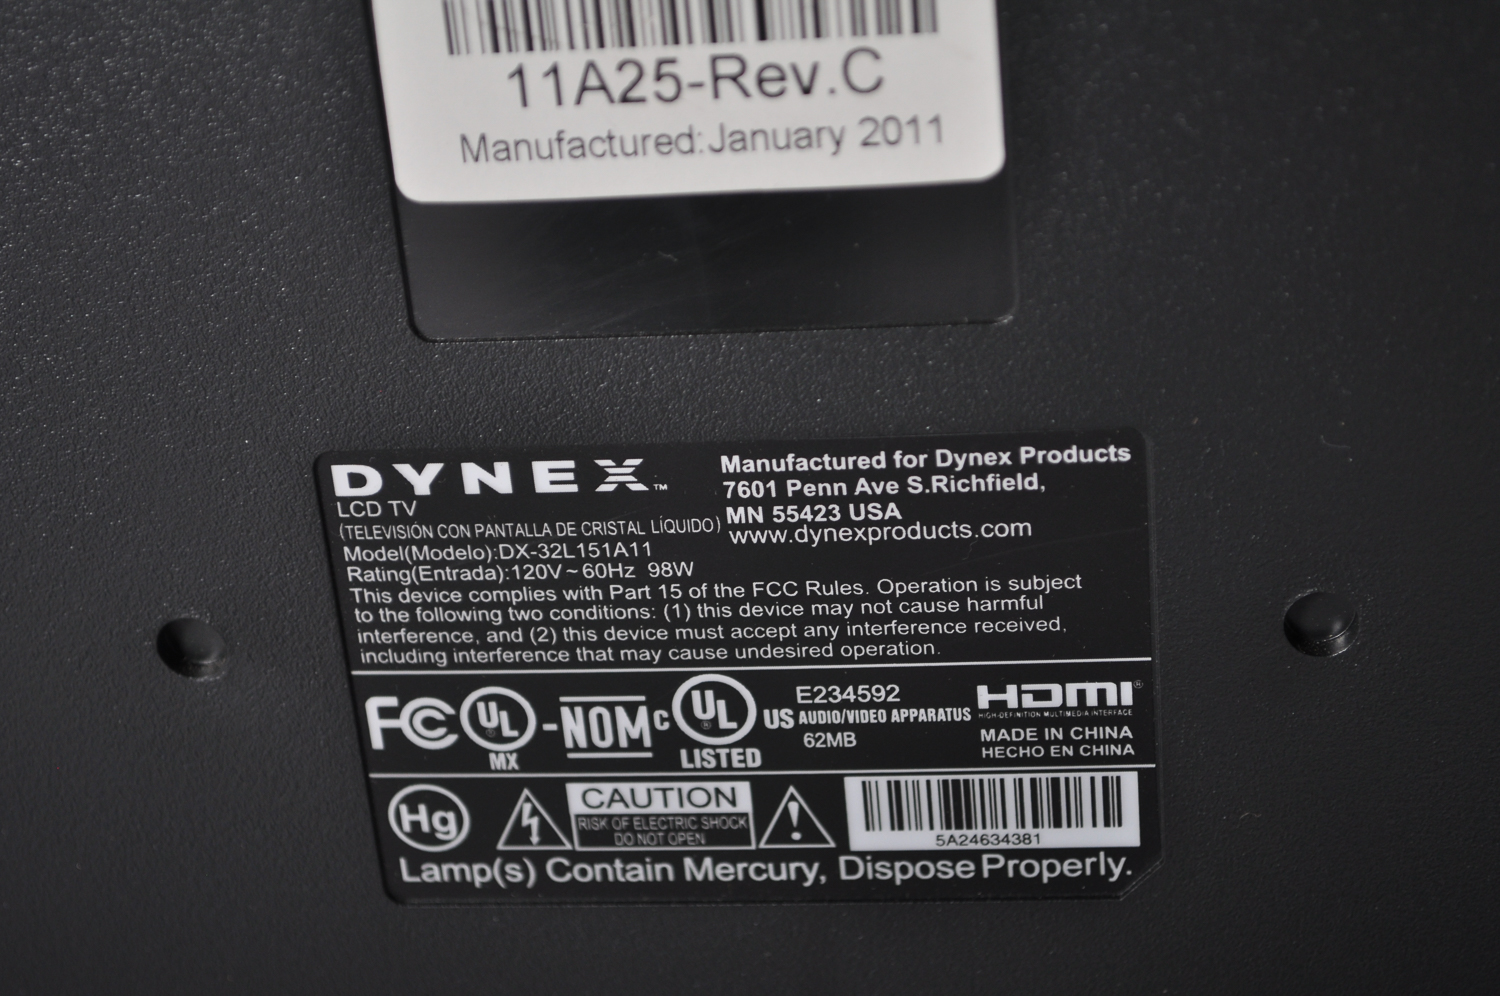 11A25-Rev.C
Manufactured:January 2011
DYNEX™
LCD TV
(TELEVISIÓN CON PANTALLA DE CRISTAL LÍQUIDO)
Model(Modelo):DX-32L151A11
Rating(Entrada):120V~60Hz 98W
Manufactured for Dynex Products
7601 Penn Ave S.Richfield,
MN 55423 USA
www.dynexproducts.com
This device complies with Part 15 of the FCC Rules. Operation is subject
to the following two conditions: (1) this device may not cause harmful
interference, and (2) this device must accept any interference received,
including interference that may cause undesired operation.
FC UL® MX -NOM
c UL® US LISTED
E234592
AUDIO/VIDEO APPARATUS
62MB
HDMI®
HIGH-DEFINITION MULTIMEDIA INTERFACE
MADE IN CHINA
HECHO EN CHINA
Hg
CAUTION
RISK OF ELECTRIC SHOCK
DO NOT OPEN
!
5A24634381
Lamp(s) Contain Mercury, Dispose Properly.